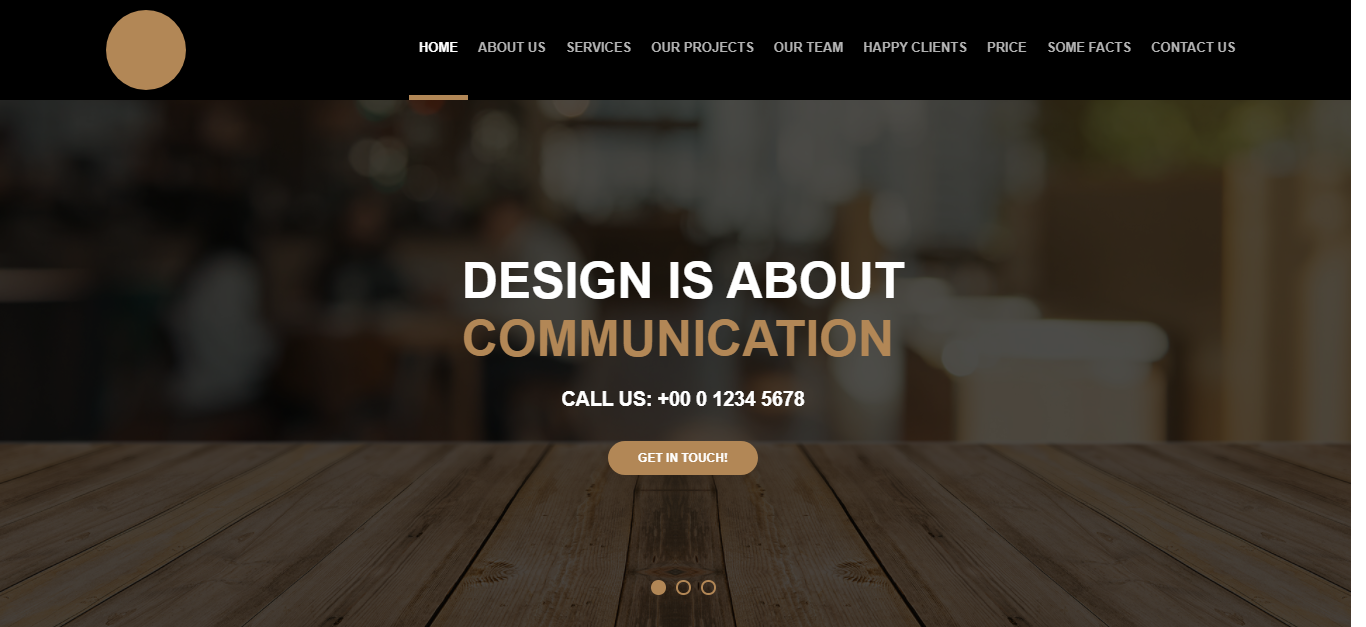 HOME ABOUT US SERVICES OUR PROJECTS OUR TEAM HAPPY CLIENTS PRICE SOME FACTS CONTACT US
DESIGN IS ABOUT
COMMUNICATION
CALL US: +00 0 1234 5678
GET IN TOUCH!